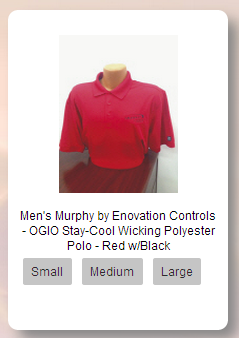 Men's Murphy by Enovation Controls
- OGIO Stay-Cool Wicking Polyester
Polo - Red w/Black
Small Medium Large